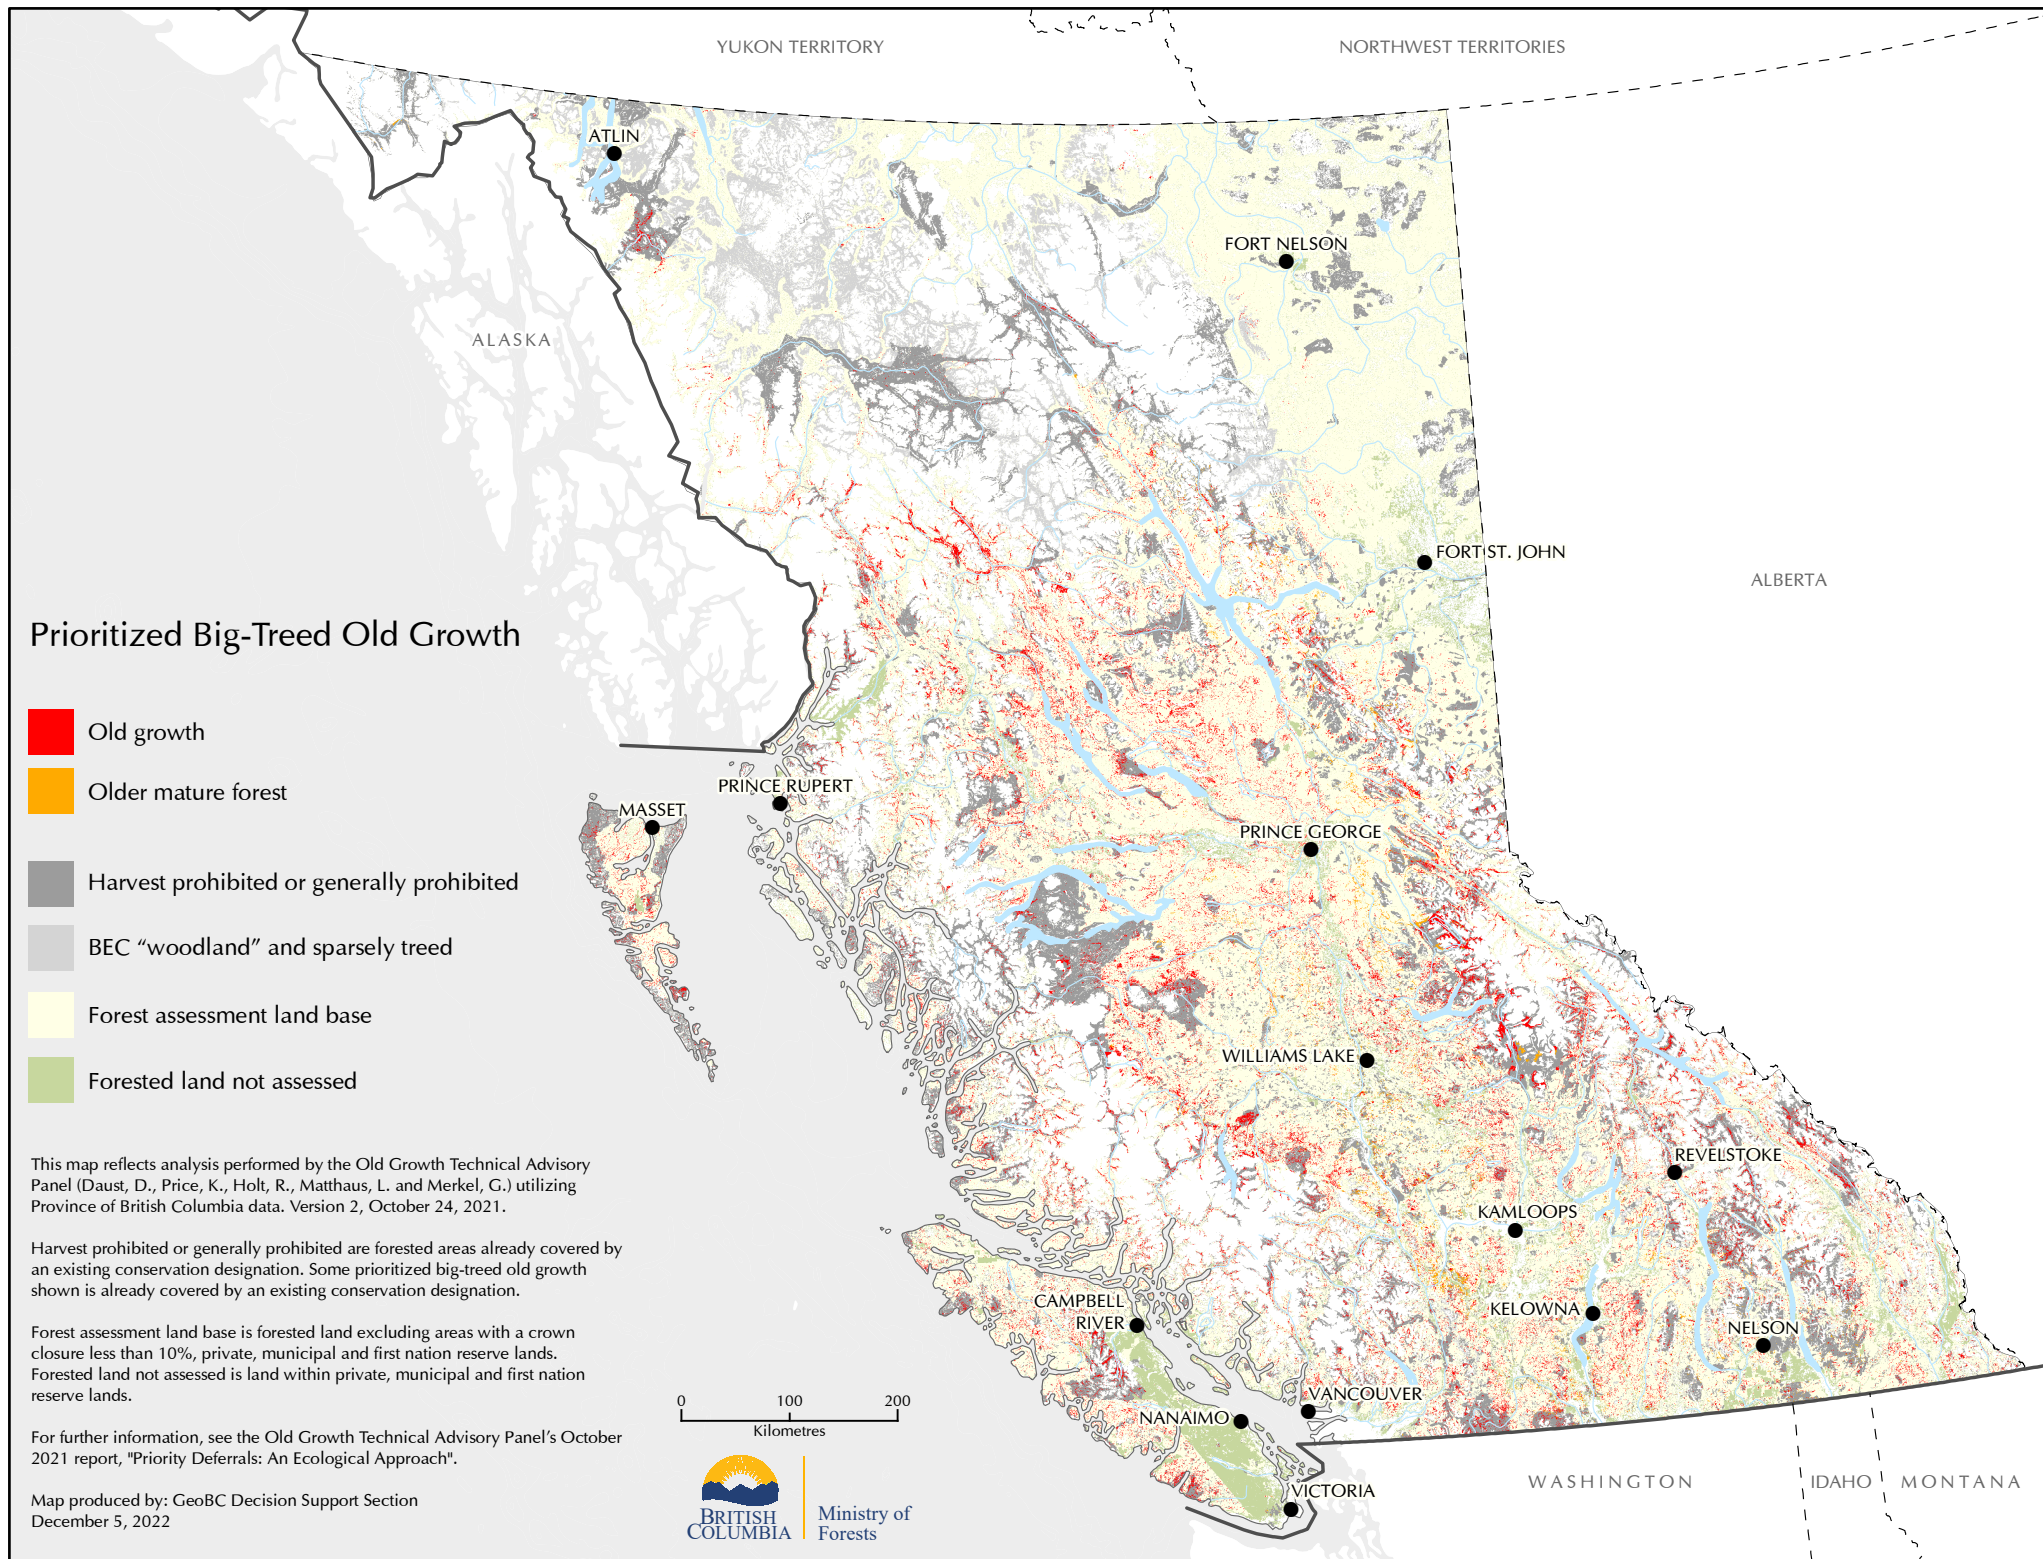 YUKON TERRITORY
NORTHWEST TERRITORIES
ATLIN
FORT NELSON
ALASKA
FORT ST. JOHN
ALBERTA
Prioritized Big-Treed Old Growth
Old growth
Older mature forest
Harvest prohibited or generally prohibited
BEC “woodland” and sparsely treed
Forest assessment land base
Forested land not assessed
PRINCE RUPERT
MASSET
PRINCE GEORGE
WILLIAMS LAKE
REVELSTOKE
KAMLOOPS
CAMPBELL
RIVER
KELOWNA
NELSON
VANCOUVER
NANAIMO
VICTORIA
WASHINGTON
IDAHO
MONTANA
This map reflects analysis performed by the Old Growth Technical Advisory
Panel (Daust, D., Price, K., Holt, R., Matthaus, L. and Merkel, G.) utilizing
Province of British Columbia data. Version 2, October 24, 2021.
Harvest prohibited or generally prohibited are forested areas already covered by
an existing conservation designation. Some prioritized big-treed old growth
shown is already covered by an existing conservation designation.
Forest assessment land base is forested land excluding areas with a crown
closure less than 10%, private, municipal and first nation reserve lands.
Forested land not assessed is land within private, municipal and first nation
reserve lands.
For further information, see the Old Growth Technical Advisory Panel’s October
2021 report, "Priority Deferrals: An Ecological Approach".
Map produced by: GeoBC Decision Support Section
December 5, 2022
0 100 200
Kilometres
BRITISH
COLUMBIA
Ministry of
Forests